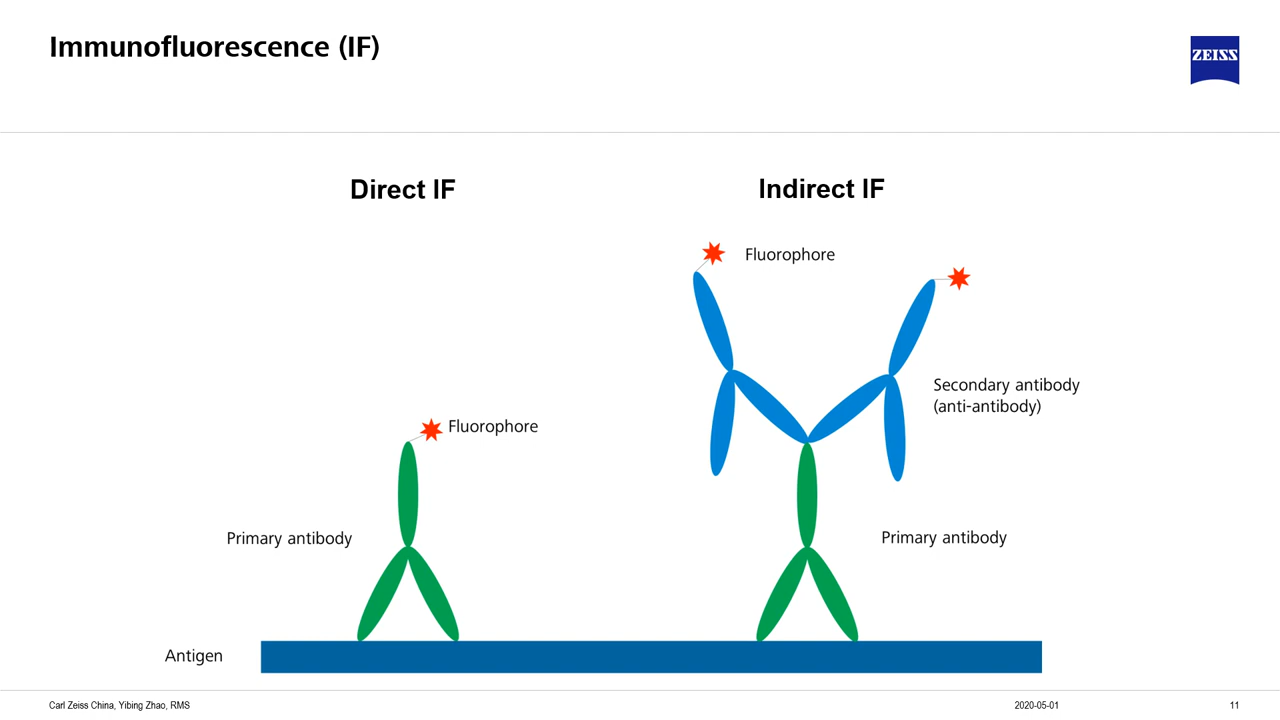 Immunofluorescence (IF)
ZEISS
Direct IF
Indirect IF
Fluorophore
Secondary antibody
(anti-antibody)
Fluorophore
Primary antibody
Primary antibody
Antigen
Carl Zeiss China, Yibing Zhao, RMS
2020-05-01
11